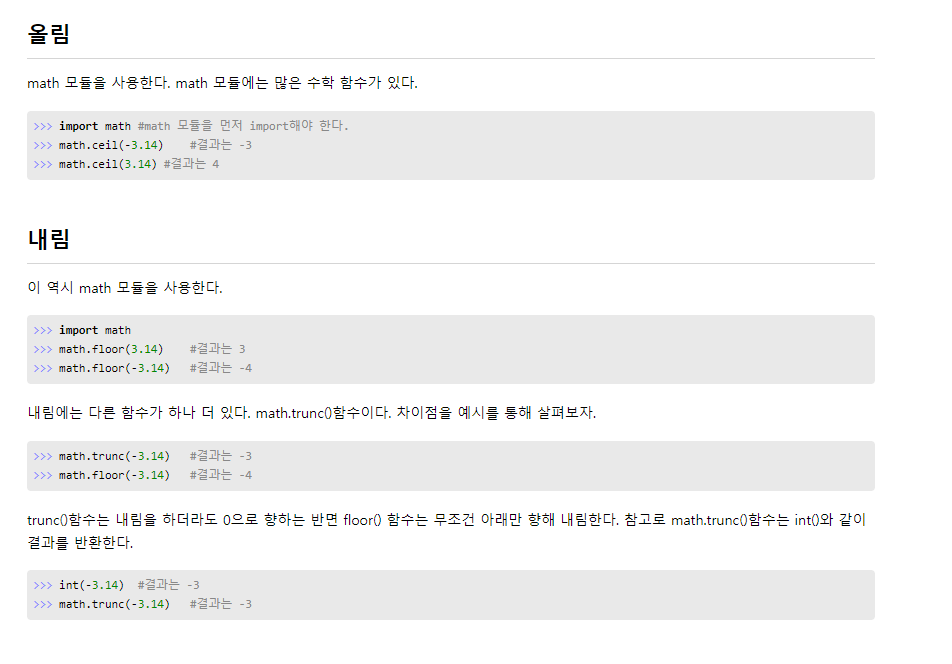 올림
math 모듈을 사용한다. math 모듈에는 많은 수학 함수가 있다.
>>> import math #math 모듈을 먼저 import해야 한다.
>>> math.ceil(-3.14)    #결과는 -3
>>> math.ceil(3.14) #결과는 4
내림
이 역시 math 모듈을 사용한다.
>>> import math
>>> math.floor(3.14)    #결과는 3
>>> math.floor(-3.14)   #결과는 -4
내림에는 다른 함수가 하나 더 있다. math.trunc()함수이다. 차이점을 예시를 통해 살펴보자.
>>> math.trunc(-3.14)   #결과는 -3
>>> math.floor(-3.14)   #결과는 -4
trunc()함수는 내림을 하더라도 0으로 향하는 반면 floor() 함수는 무조건 아래만 향해 내림한다. 참고로 math.trunc()함수는 int()와 같이
결과를 반환한다.
>>> int(-3.14)  #결과는 -3
>>> math.trunc(-3.14)   #결과는 -3